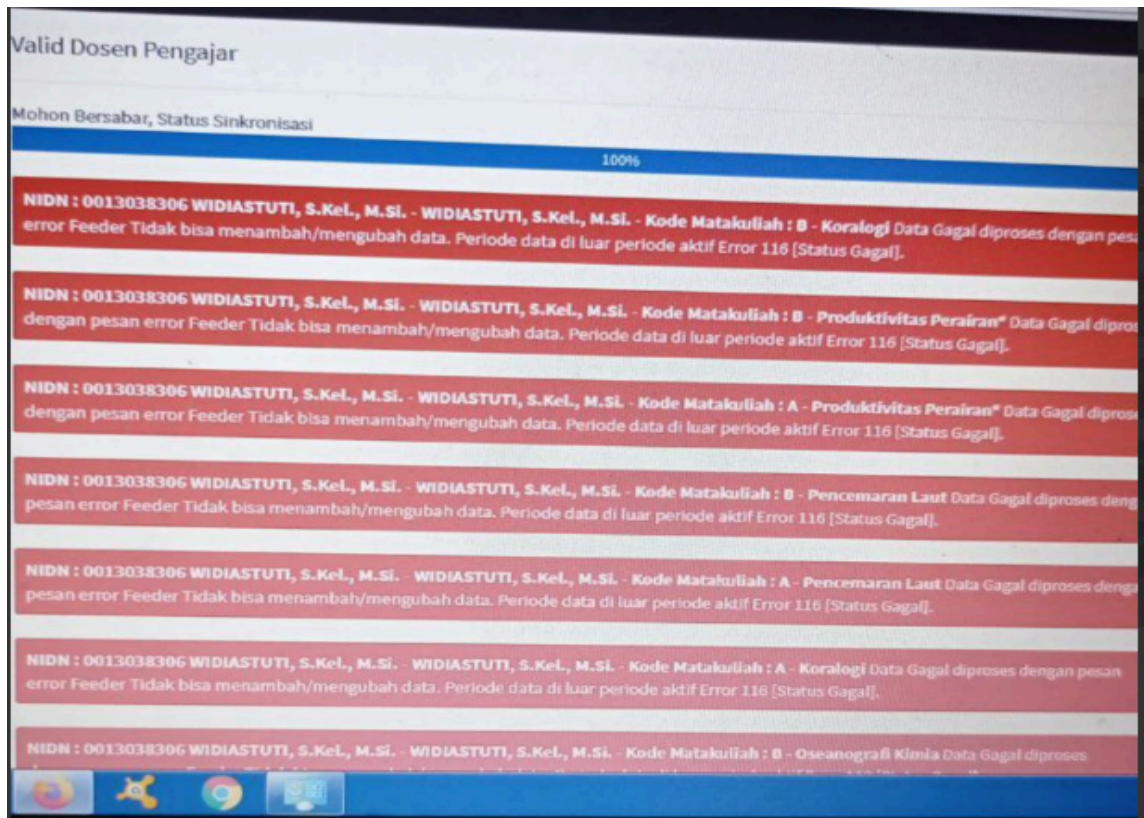 Valid Dosen Pengajar
Mohon Bersabar, Status Sinkronisasi
100%
NIDN : 0013038306 WIDIASTUTI, S.Kel., M.Si. - WIDIASTUTI, S.Kel., M.Si. - Kode Matakuliah : B - Koralogi Data Gagal diproses dengan
error Feeder Tidak bisa menambah/mengubah data. Periode data di luar periode aktif Error 116 [Status Gagal].
NIDN : 0013038306 WIDIASTUTI, S.Kel., M.Si. - WIDIASTUTI, S.Kel., M.Si. - Kode Matakuliah : B - Produktivitas Perairan* Data Gagal
dengan pesan error Feeder Tidak bisa menambah/mengubah data. Periode data di luar periode aktif Error 116 [Status Gagal].
NIDN : 0013038306 WIDIASTUTI, S.Kel., M.Si. - WIDIASTUTI, S.Kel., M.Si. - Kode Matakuliah : A - Produktivitas Perairan* Data Gagal
dengan pesan error Feeder Tidak bisa menambah/mengubah data. Periode data di luar periode aktif Error 116 [Status Gagal].
NIDN : 0013038306 WIDIASTUTI, S.Kel., M.Si. - WIDIASTUTI, S.Kel., M.Si. - Kode Matakuliah : B - Pencemaran Laut Data Gagal diproses
pesan error Feeder Tidak bisa menambah/mengubah data. Periode data di luar periode aktif Error 116 [Status Gagal].
NIDN : 0013038306 WIDIASTUTI, S.Kel., M.Si. - WIDIASTUTI, S.Kel., M.Si. - Kode Matakuliah : A - Pencemaran Laut Data Gagal diproses
pesan error Feeder Tidak bisa menambah/mengubah data. Periode data di luar periode aktif Error 116 [Status Gagal].
NIDN : 0013038306 WIDIASTUTI, S.Kel., M.Si. - WIDIASTUTI, S.Kel., M.Si. - Kode Matakuliah : A - Koralogi Data Gagal diproses dengan pesan
error Feeder Tidak bisa menambah/mengubah data. Periode data di luar periode aktif Error 116 [Status Gagal].
NIDN : 0013038306 WIDIASTUTI, S.Kel., M.Si. - WIDIASTUTI, S.Kel., M.Si. - Kode Matakuliah : B - Oseanografi Kimia Data Gagal diproses